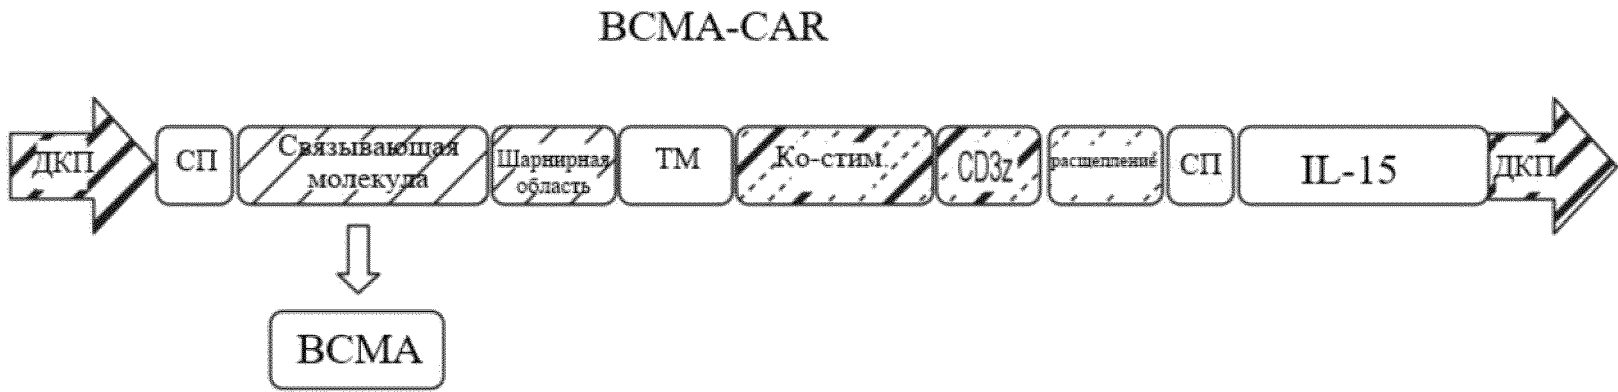 BCMA-CAR
ДКП
СП
Связывающая
молекула
Шарнирная
область
ТМ
Ко-стим.
CD3z
расщепление
СП
IL-15
ДКП
BCMA